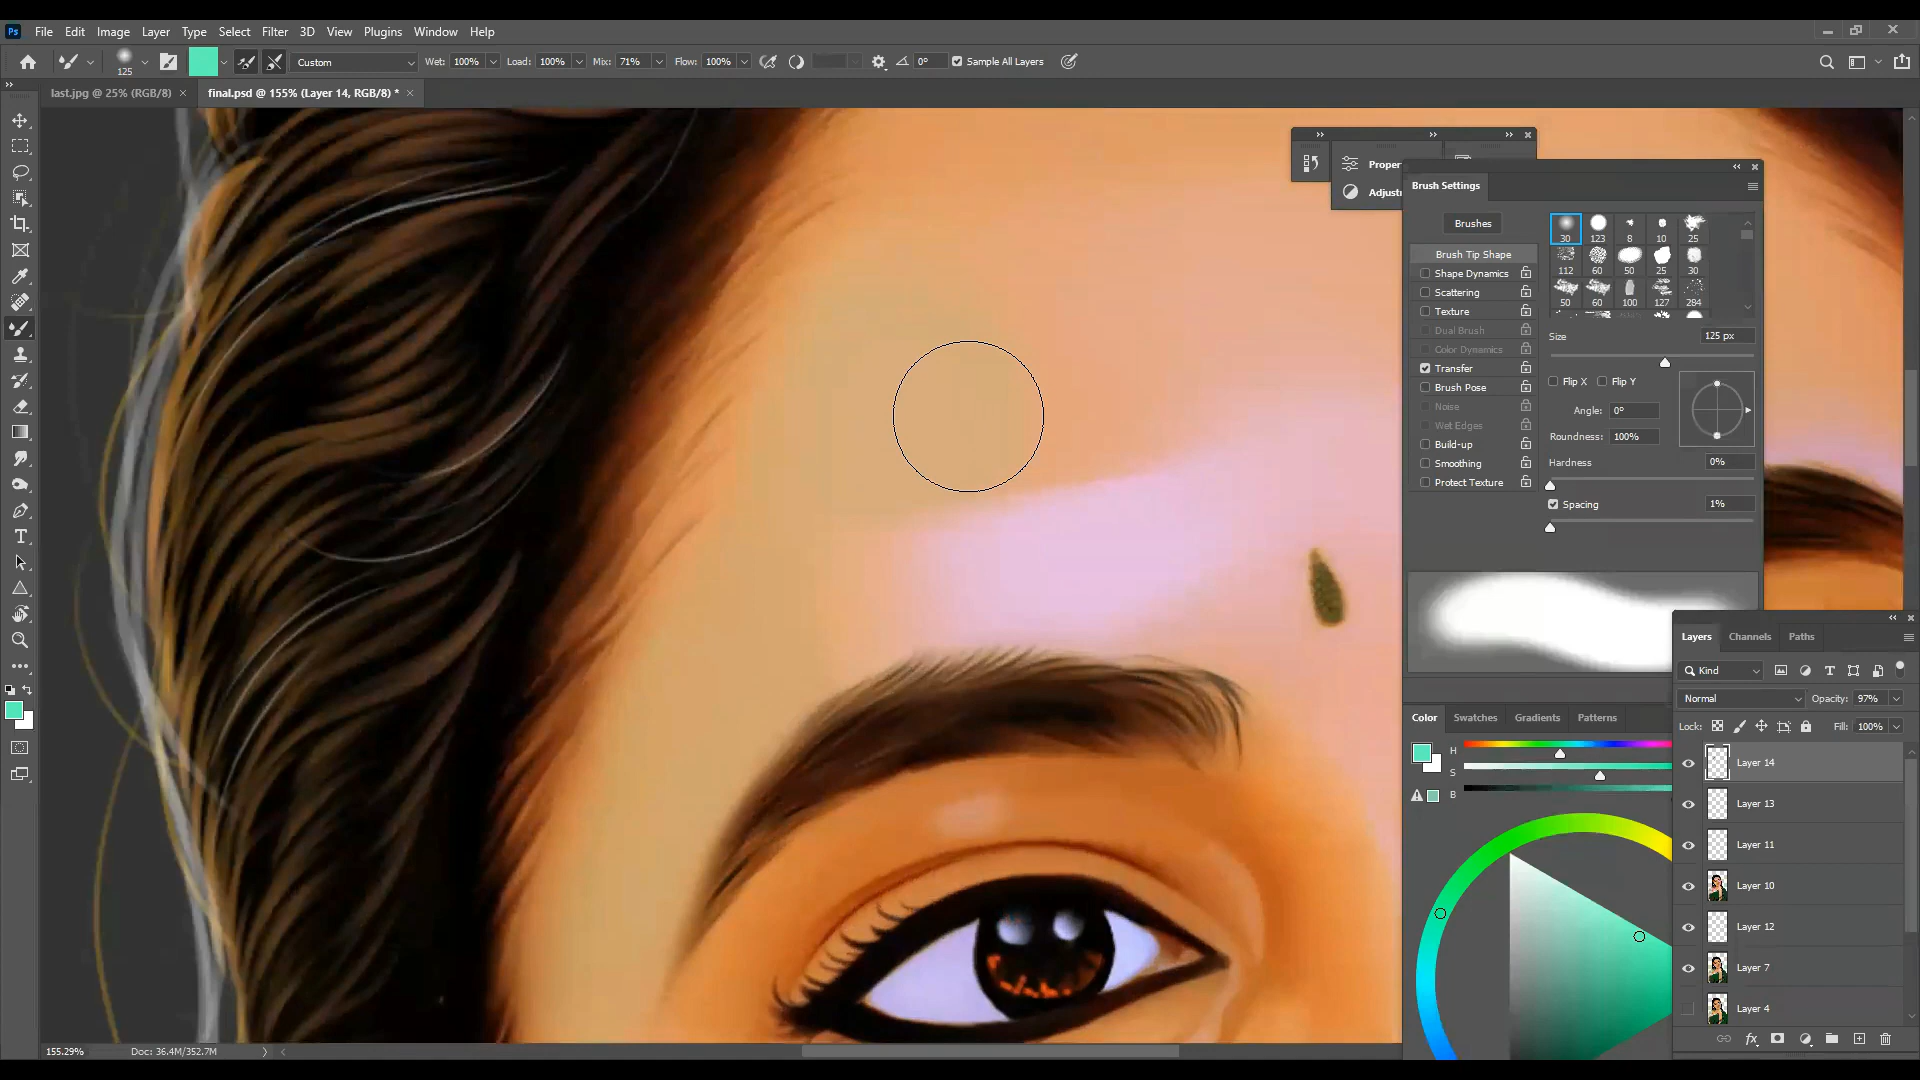 Ps File Edit Image Layer Type Select Filter 3D View Plugins Window Help
125 Custom Wet: 100% Load: 100% Mix: 71% Flow: 100% 0° Sample All Layers
last.jpg @ 25% (RGB/8) × final.psd @ 155% (Layer 14, RGB/8) * ×
Proper
Adjust
Brush Settings
Brushes
Brush Tip Shape
Shape Dynamics
Scattering
Texture
Dual Brush
Color Dynamics
Transfer
Brush Pose
Noise
Wet Edges
Build-up
Smoothing
Protect Texture
30 123 8 10 25
112 60 50 25 30
50 60 100 127 284
Size 125 px
Flip X Flip Y
Angle: 0°
Roundness: 100%
Hardness 0%
Spacing 1%
Color Swatches Gradients Patterns
H
S
B
Layers Channels Paths
Kind
Normal Opacity: 97%
Lock: Fill: 100%
Layer 14
Layer 13
Layer 11
Layer 10
Layer 12
Layer 7
Layer 4
fx
155.29% Doc: 36.4M/352.7M